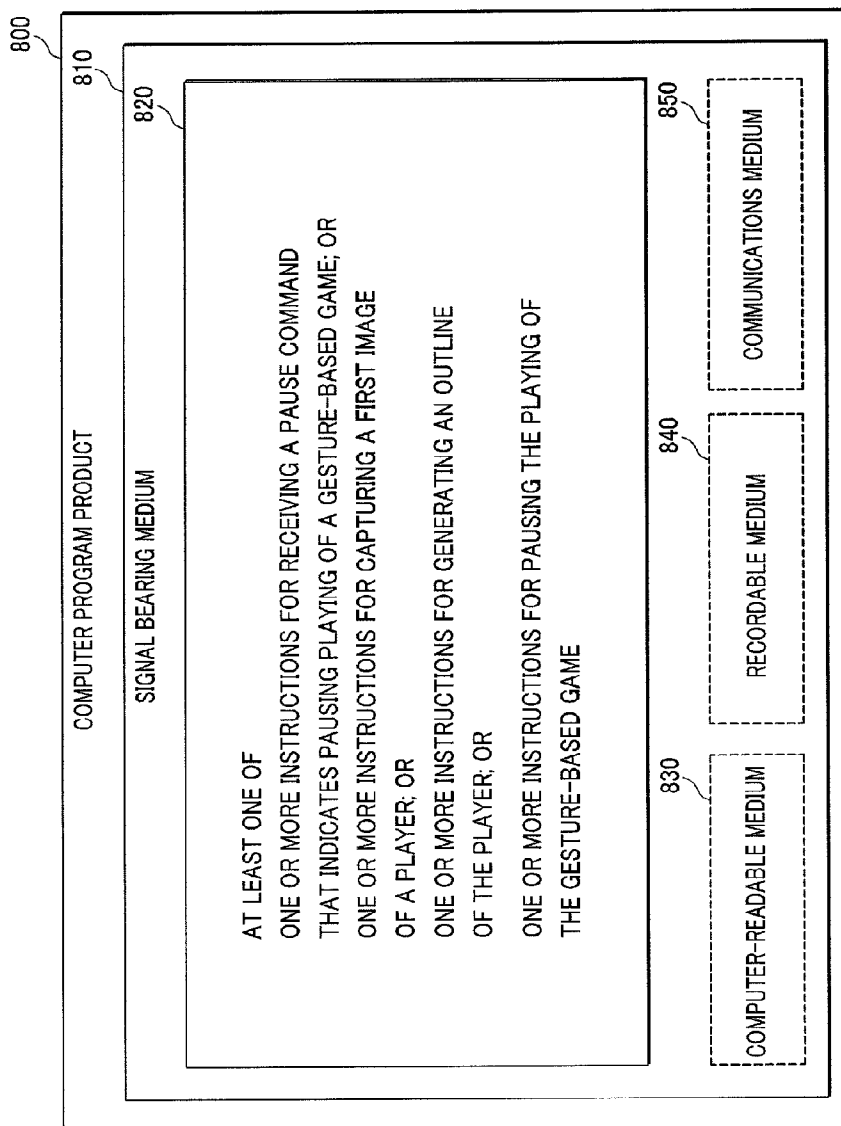 800
COMPUTER PROGRAM PRODUCT
810
SIGNAL BEARING MEDIUM
820
AT LEAST ONE OF
ONE OR MORE INSTRUCTIONS FOR RECEIVING A PAUSE COMMAND
THAT INDICATES PAUSING PLAYING OF A GESTURE-BASED GAME; OR
ONE OR MORE INSTRUCTIONS FOR CAPTURING A FIRST IMAGE
OF A PLAYER; OR
ONE OR MORE INSTRUCTIONS FOR GENERATING AN OUTLINE
OF THE PLAYER; OR
ONE OR MORE INSTRUCTIONS FOR PAUSING THE PLAYING OF
THE GESTURE-BASED GAME
830
COMPUTER-READABLE MEDIUM
840
RECORDABLE MEDIUM
850
COMMUNICATIONS MEDIUM